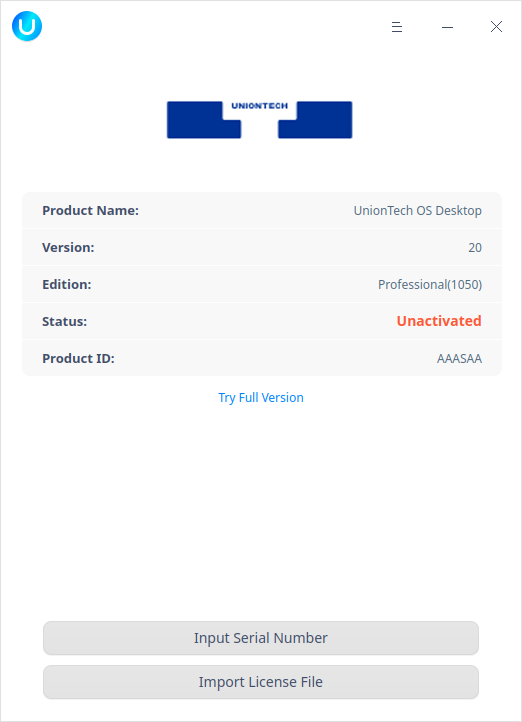 UNIONTECH
Product Name: UnionTech OS Desktop
Version: 20
Edition: Professional(1050)
Status: Unactivated
Product ID: AAASAA
Try Full Version
Input Serial Number
Import License File